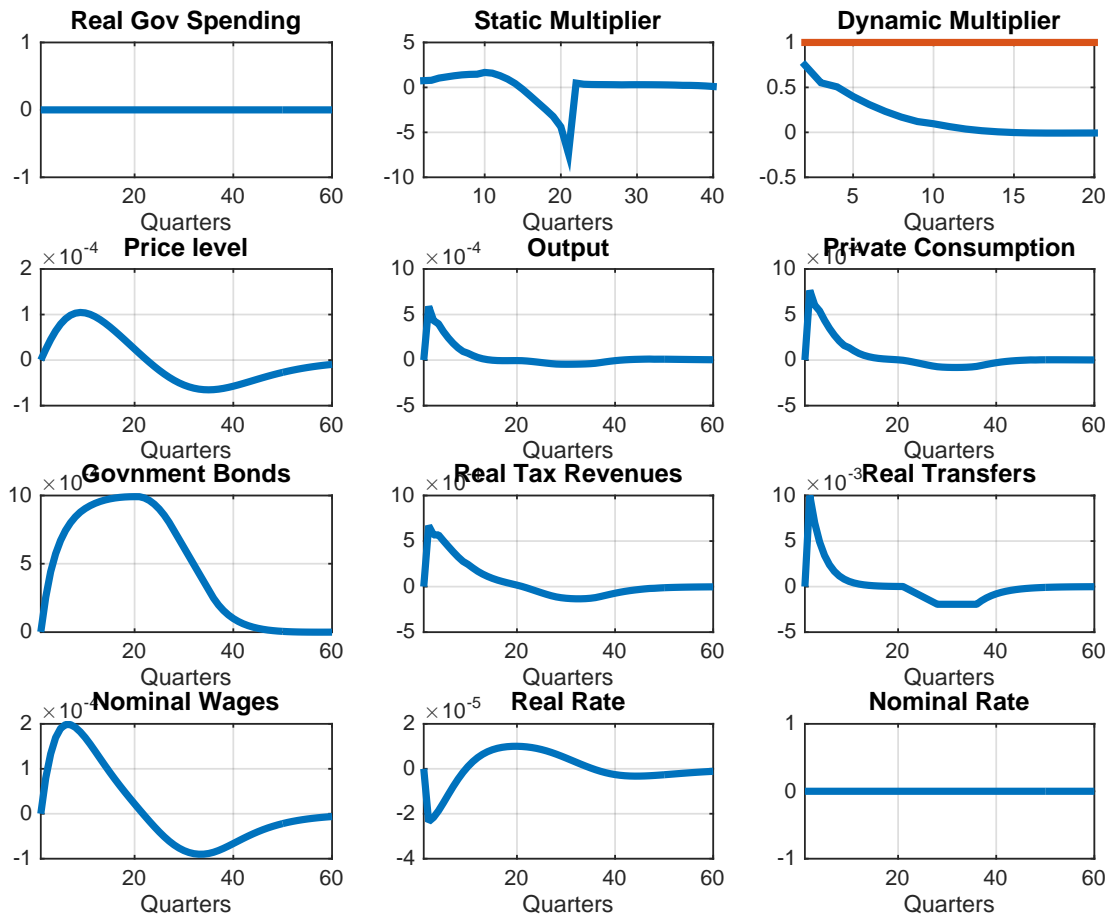 Real Gov Spending
1
0
-1
20 40 60
Quarters
Static Multiplier
5
0
-5
-10
10 20 30 40
Quarters
Dynamic Multiplier
1
0.5
0
-0.5
5 10 15 20
Quarters
Price level
×10⁻⁴
2
1
0
-1
20 40 60
Quarters
Output
×10⁻⁴
10
5
0
-5
20 40 60
Quarters
Private Consumption
10
5
0
-5
20 40 60
Quarters
Govnment Bonds
10
5
0
20 40 60
Quarters
Real Tax Revenues
10
5
0
-5
20 40 60
Quarters
Real Transfers
×10⁻³
10
5
0
-5
20 40 60
Quarters
Nominal Wages
×10⁻⁴
2
1
0
-1
20 40 60
Quarters
Real Rate
×10⁻⁵
2
0
-2
-4
20 40 60
Quarters
Nominal Rate
1
0
-1
20 40 60
Quarters